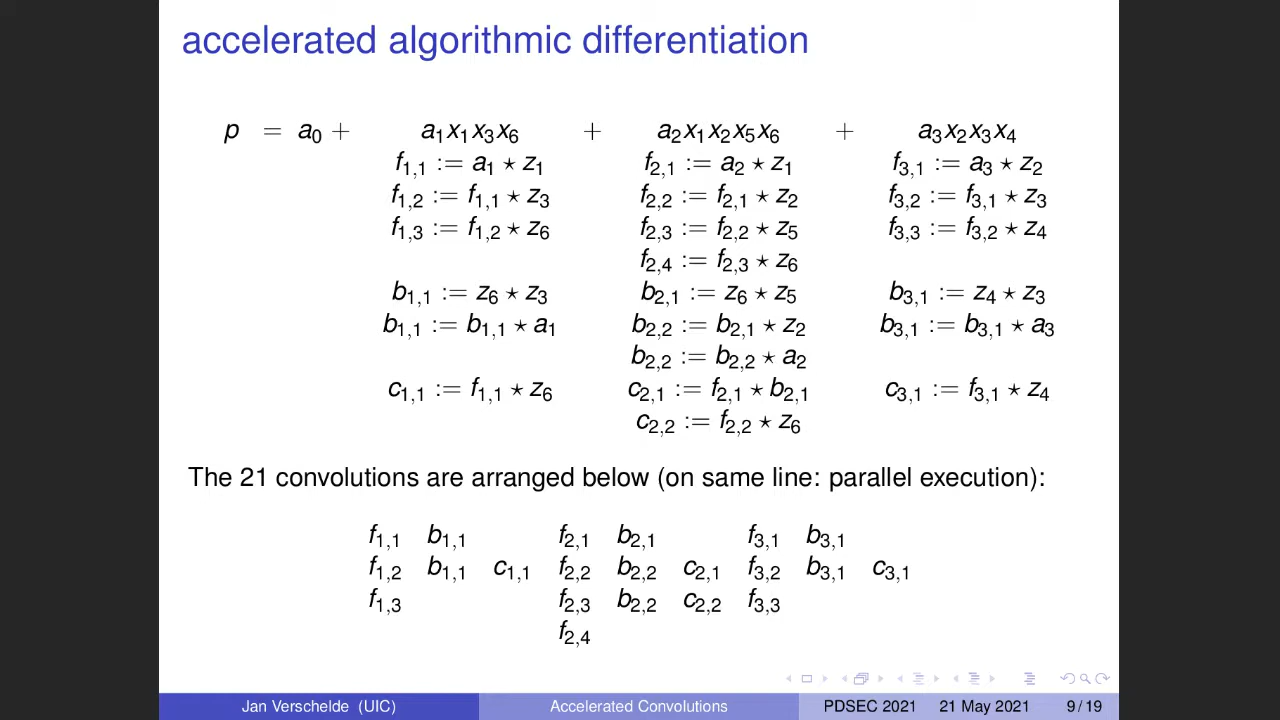 accelerated algorithmic differentiation
p = a₀ + a₁x₁x₃x₆ + a₂x₁x₂x₅x₆ + a₃x₂x₃x₄
f₁,₁ := a₁ ⋆ z₁ f₂,₁ := a₂ ⋆ z₁ f₃,₁ := a₃ ⋆ z₂
f₁,₂ := f₁,₁ ⋆ z₃ f₂,₂ := f₂,₁ ⋆ z₂ f₃,₂ := f₃,₁ ⋆ z₃
f₁,₃ := f₁,₂ ⋆ z₆ f₂,₃ := f₂,₂ ⋆ z₅ f₃,₃ := f₃,₂ ⋆ z₄
f₂,₄ := f₂,₃ ⋆ z₆
b₁,₁ := z₆ ⋆ z₃ b₂,₁ := z₆ ⋆ z₅ b₃,₁ := z₄ ⋆ z₃
b₁,₁ := b₁,₁ ⋆ a₁ b₂,₂ := b₂,₁ ⋆ z₂ b₃,₁ := b₃,₁ ⋆ a₃
b₂,₂ := b₂,₂ ⋆ a₂
c₁,₁ := f₁,₁ ⋆ z₆ c₂,₁ := f₂,₁ ⋆ b₂,₁ c₃,₁ := f₃,₁ ⋆ z₄
c₂,₂ := f₂,₂ ⋆ z₆
The 21 convolutions are arranged below (on same line: parallel execution):
f₁,₁ b₁,₁ f₂,₁ b₂,₁ f₃,₁ b₃,₁
f₁,₂ b₁,₁ c₁,₁ f₂,₂ b₂,₂ c₂,₁ f₃,₂ b₃,₁ c₃,₁
f₁,₃ f₂,₃ b₂,₂ c₂,₂ f₃,₃
f₂,₄
Jan Verschelde (UIC) Accelerated Convolutions PDSEC 2021 21 May 2021 9 / 19